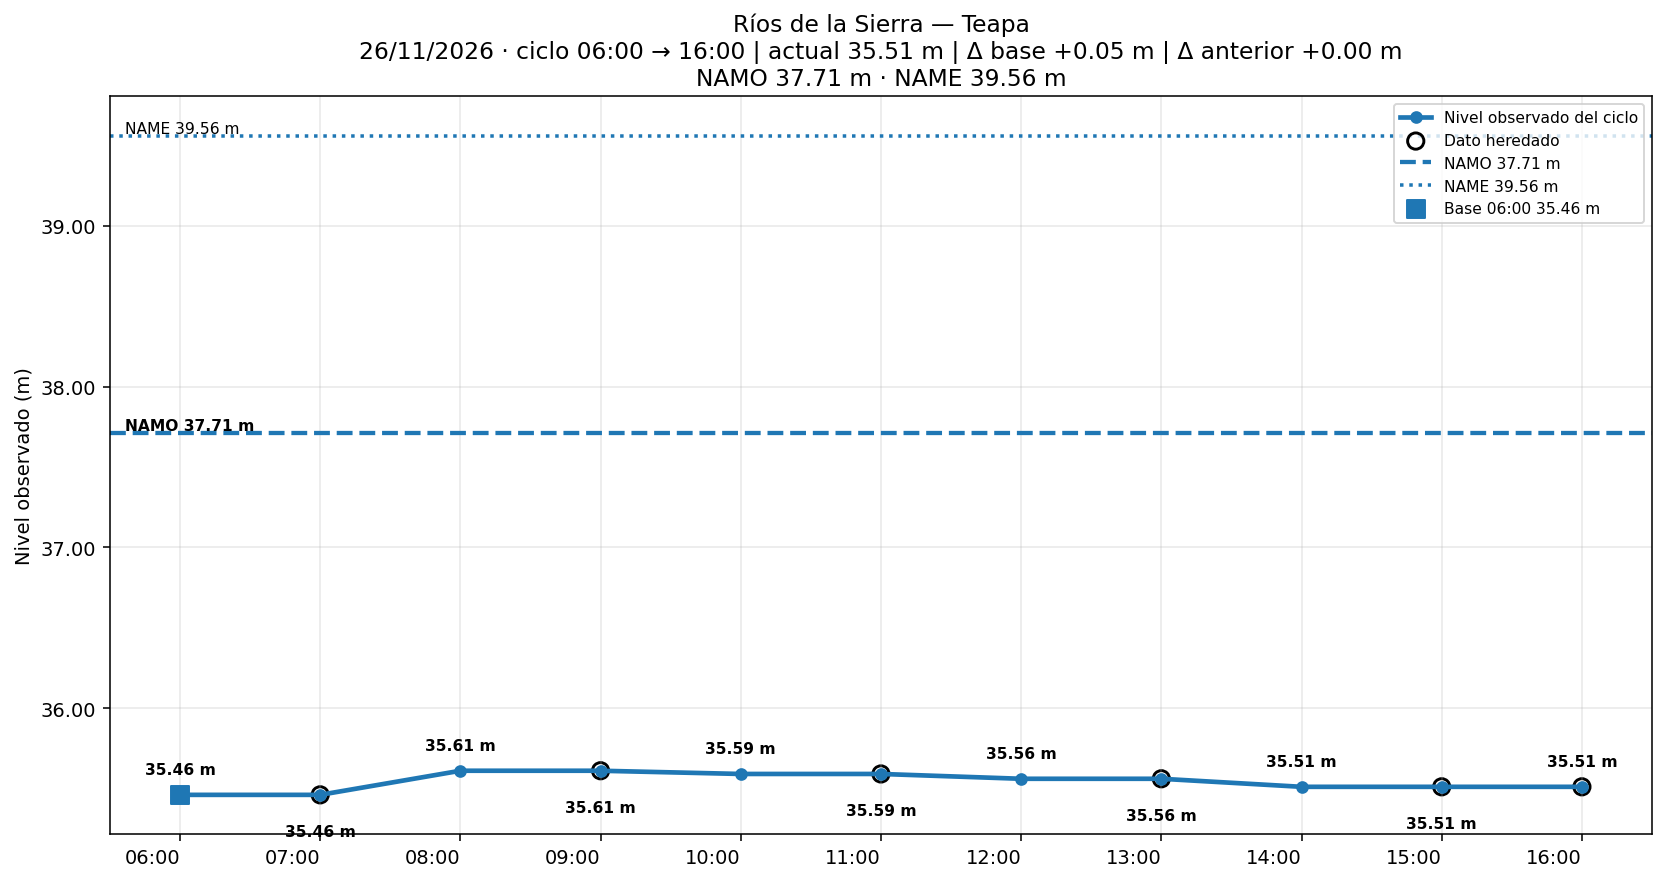 Ríos de la Sierra — Teapa
26/11/2026 · ciclo 06:00 → 16:00 | actual 35.51 m | Δ base +0.05 m | Δ anterior +0.00 m
NAMO 37.71 m · NAME 39.56 m
NAME 39.56 m
Nivel observado del ciclo
Dato heredado
NAMO 37.71 m
NAME 39.56 m
Base 06:00 35.46 m
39.00
38.00
NAMO 37.71 m
37.00
36.00
Nivel observado (m)
35.46 m
35.46 m
35.61 m
35.61 m
35.59 m
35.59 m
35.56 m
35.56 m
35.51 m
35.51 m
35.51 m
06:00
07:00
08:00
09:00
10:00
11:00
12:00
13:00
14:00
15:00
16:00